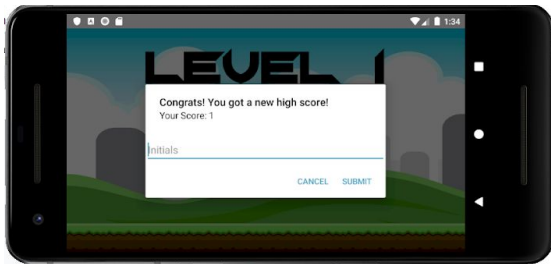 1:34
LEVEL 1
Congrats! You got a new high score!
Your Score: 1
Initials
CANCEL SUBMIT